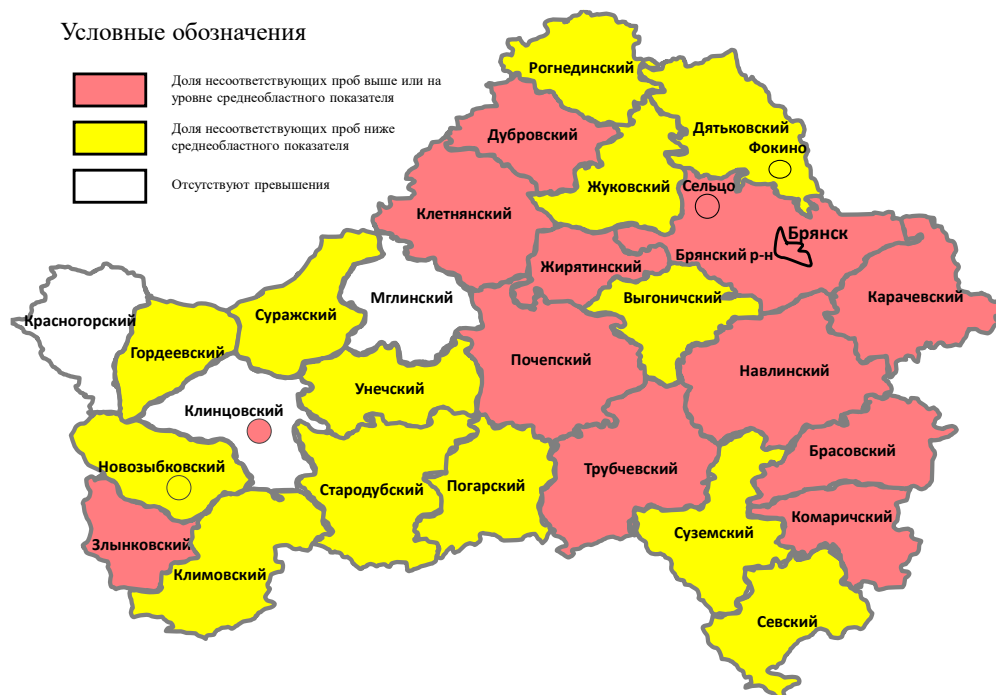 Условные обозначения
Доля несоответствующих проб выше или на
уровне среднеобластного показателя
Доля несоответствующих проб ниже
среднеобластного показателя
Отсутствуют превышения
Рогнединский
Дубровский
Дятьковский
Фокино
Жуковский
Сельцо
Клетнянский
Брянск
Брянский р-н
Жирятинский
Карачевский
Выгоничский
Мглинский
Суражский
Красногорский
Гордеевский
Почепский
Навлинский
Унечский
Клинцовский
Новозыбковский
Стародубский
Погарский
Трубчевский
Брасовский
Комаричский
Суземский
Злынковский
Климовский
Севский